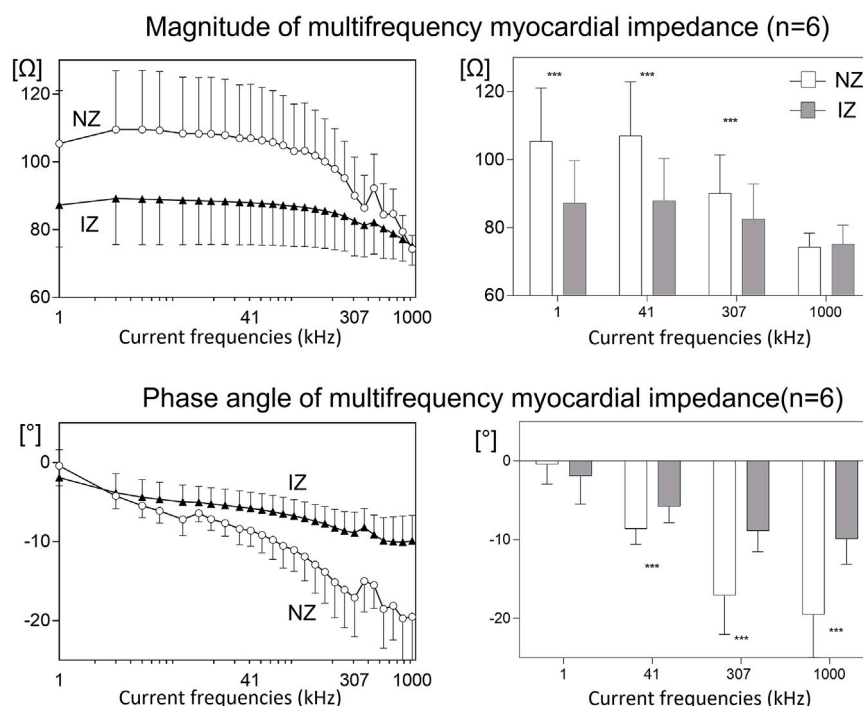 Magnitude of multifrequency myocardial impedance (n=6)
[Ω]
120
100
80
60
NZ
IZ
1 41 307 1000
Current frequencies (kHz)
[Ω]
120
100
80
60
*** *** ***
NZ
IZ
1 41 307 1000
Current frequencies (kHz)
Phase angle of multifrequency myocardial impedance(n=6)
[°]
0
-10
-20
IZ
NZ
1 41 307 1000
Current frequencies (kHz)
[°]
0
-10
-20
*** *** ***
1 41 307 1000
Current frequencies (kHz)